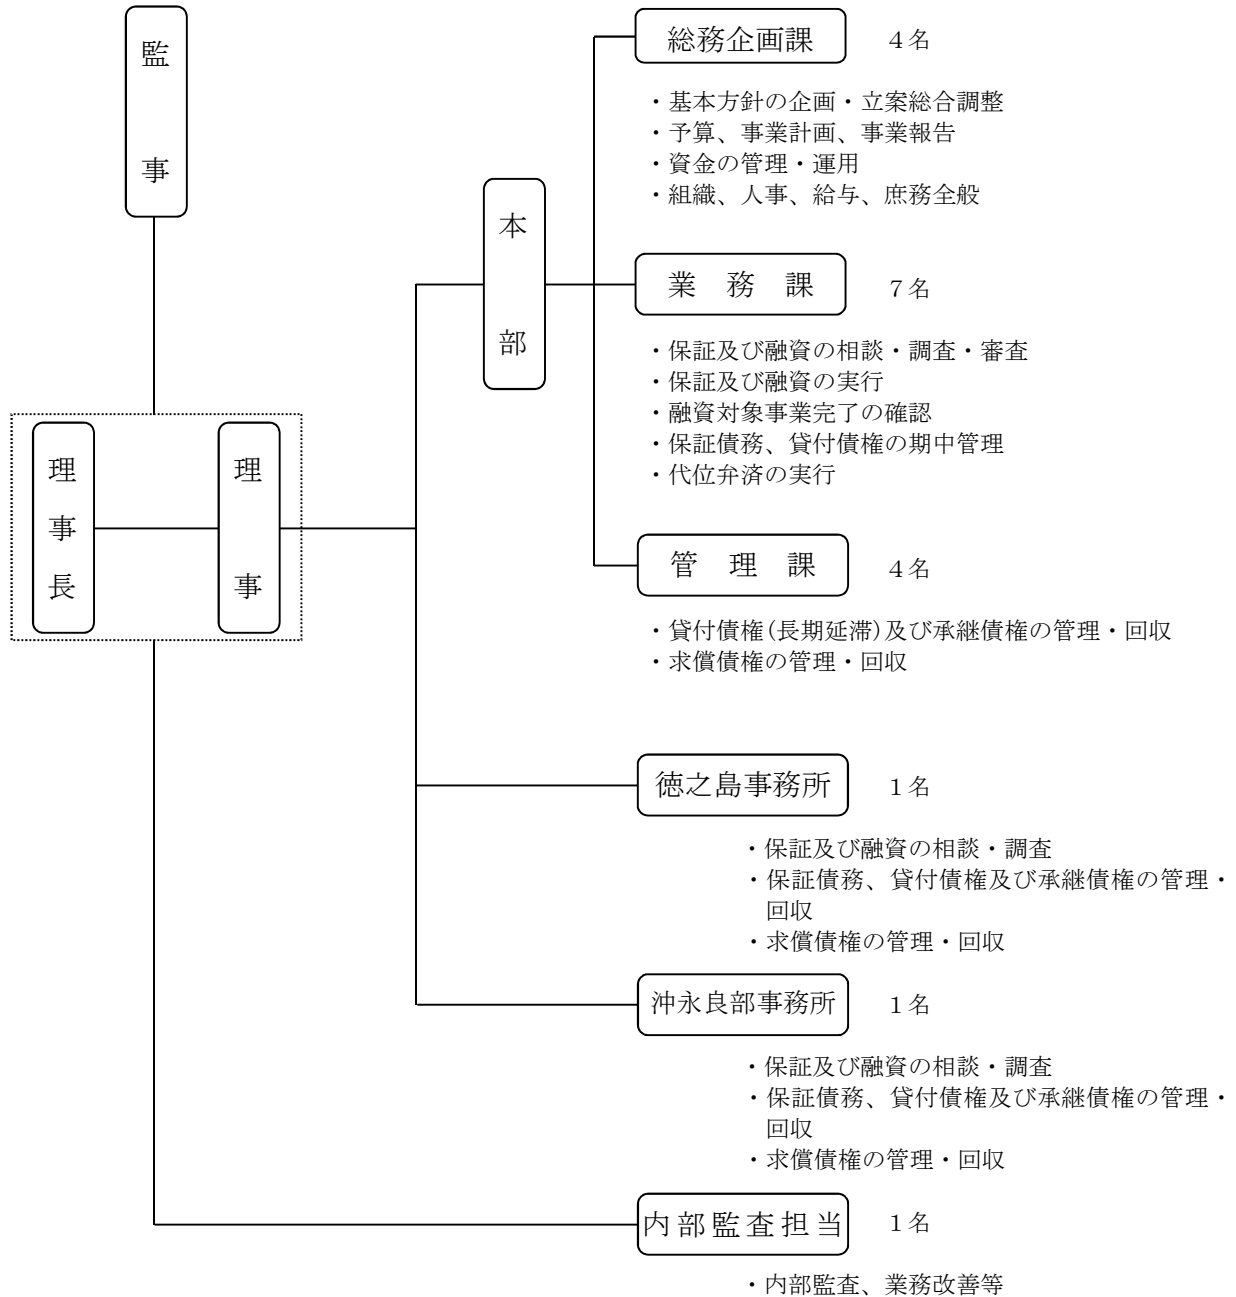 監事
総務企画課 4名
・基本方針の企画・立案総合調整
・予算、事業計画、事業報告
・資金の管理・運用
・組織、人事、給与、庶務全般
本部
業務課 7名
・保証及び融資の相談・調査・審査
・保証及び融資の実行
・融資対象事業完了の確認
・保証債務、貸付債権の期中管理
・代位弁済の実行
理事長
理事
管理課 4名
・貸付債権(長期延滞)及び承継債権の管理・回収
・求償債権の管理・回収
徳之島事務所 1名
・保証及び融資の相談・調査
・保証債務、貸付債権及び承継債権の管理・
回収
・求償債権の管理・回収
沖永良部事務所 1名
・保証及び融資の相談・調査
・保証債務、貸付債権及び承継債権の管理・
回収
・求償債権の管理・回収
内部監査担当 1名
・内部監査、業務改善等